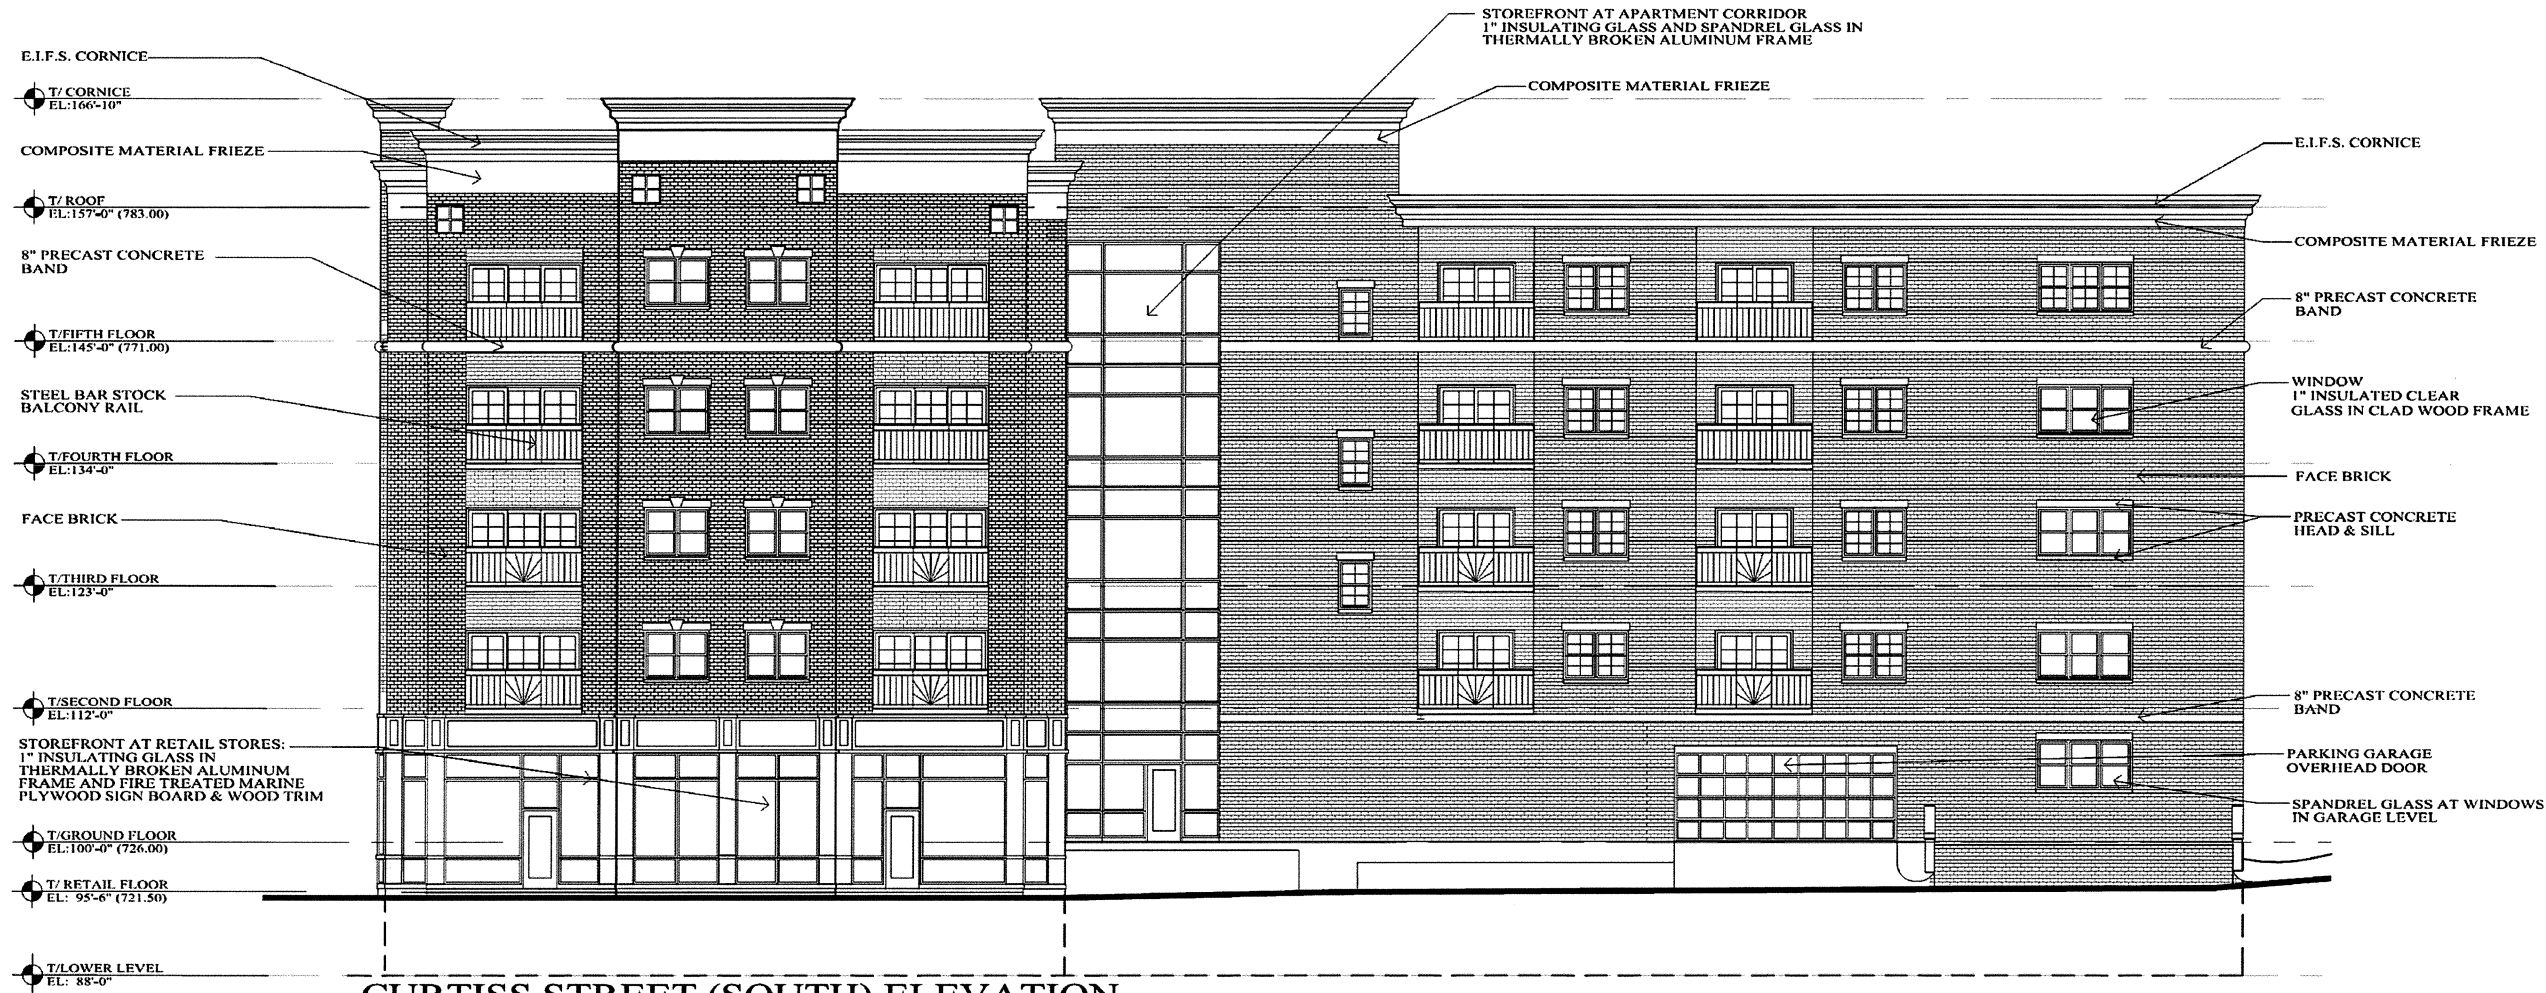 STOREFRONT AT APARTMENT CORRIDOR
1" INSULATING GLASS AND SPANDREL GLASS IN
THERMALLY BROKEN ALUMINUM FRAME
E.I.F.S. CORNICE
T/ CORNICE
EL:166'-10"
COMPOSITE MATERIAL FRIEZE
T/ ROOF
EL:157'-0" (783.00)
8" PRECAST CONCRETE
BAND
T/FIFTH FLOOR
EL:145'-0" (771.00)
STEEL BAR STOCK
BALCONY RAIL
T/FOURTH FLOOR
EL:134'-0"
FACE BRICK
T/THIRD FLOOR
EL:123'-0"
T/SECOND FLOOR
EL:112'-0"
STOREFRONT AT RETAIL STORES:
1" INSULATING GLASS IN
THERMALLY BROKEN ALUMINUM
FRAME AND FIRE TREATED MARINE
PLYWOOD SIGN BOARD & WOOD TRIM
T/GROUND FLOOR
EL:100'-0" (726.00)
T/ RETAIL FLOOR
EL: 95'-6" (721.50)
T/LOWER LEVEL
EL: 88'-0"
COMPOSITE MATERIAL FRIEZE
E.I.F.S. CORNICE
COMPOSITE MATERIAL FRIEZE
8" PRECAST CONCRETE
BAND
WINDOW
1" INSULATED CLEAR
GLASS IN CLAD WOOD FRAME
FACE BRICK
PRECAST CONCRETE
HEAD & SILL
8" PRECAST CONCRETE
BAND
PARKING GARAGE
OVERHEAD DOOR
SPANDREL GLASS AT WINDOWS
IN GARAGE LEVEL
CURTISS STREET (SOUTH) ELEVATION